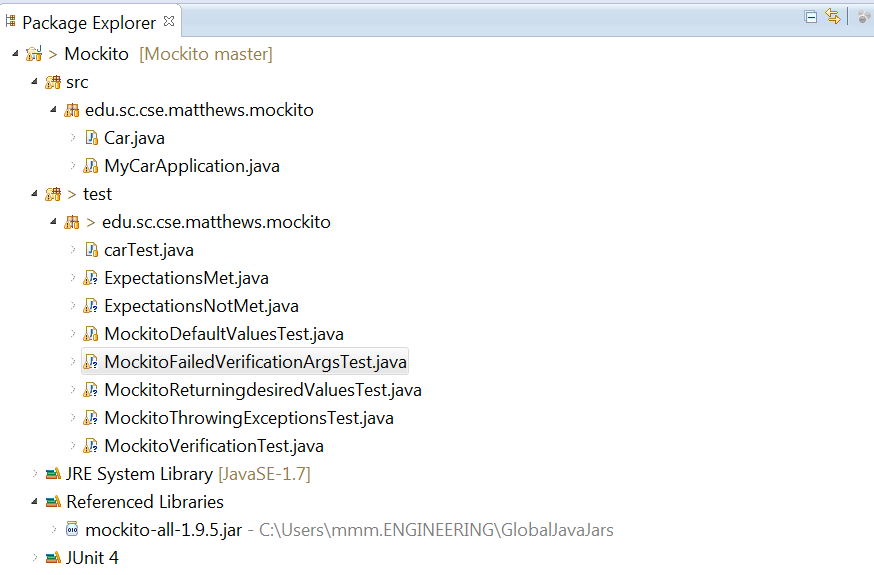 Package Explorer
> Mockito [Mockito master]
src
edu.sc.cse.matthews.mockito
Car.java
MyCarApplication.java
> test
> edu.sc.cse.matthews.mockito
carTest.java
ExpectationsMet.java
ExpectationsNotMet.java
MockitoDefaultValuesTest.java
MockitoFailedVerificationArgsTest.java
MockitoReturningdesiredValuesTest.java
MockitoThrowingExceptionsTest.java
MockitoVerificationTest.java
JRE System Library [JavaSE-1.7]
Referenced Libraries
mockito-all-1.9.5.jar - C:\Users\mmm.ENGINEERING\GlobalJavaJars
JUnit 4